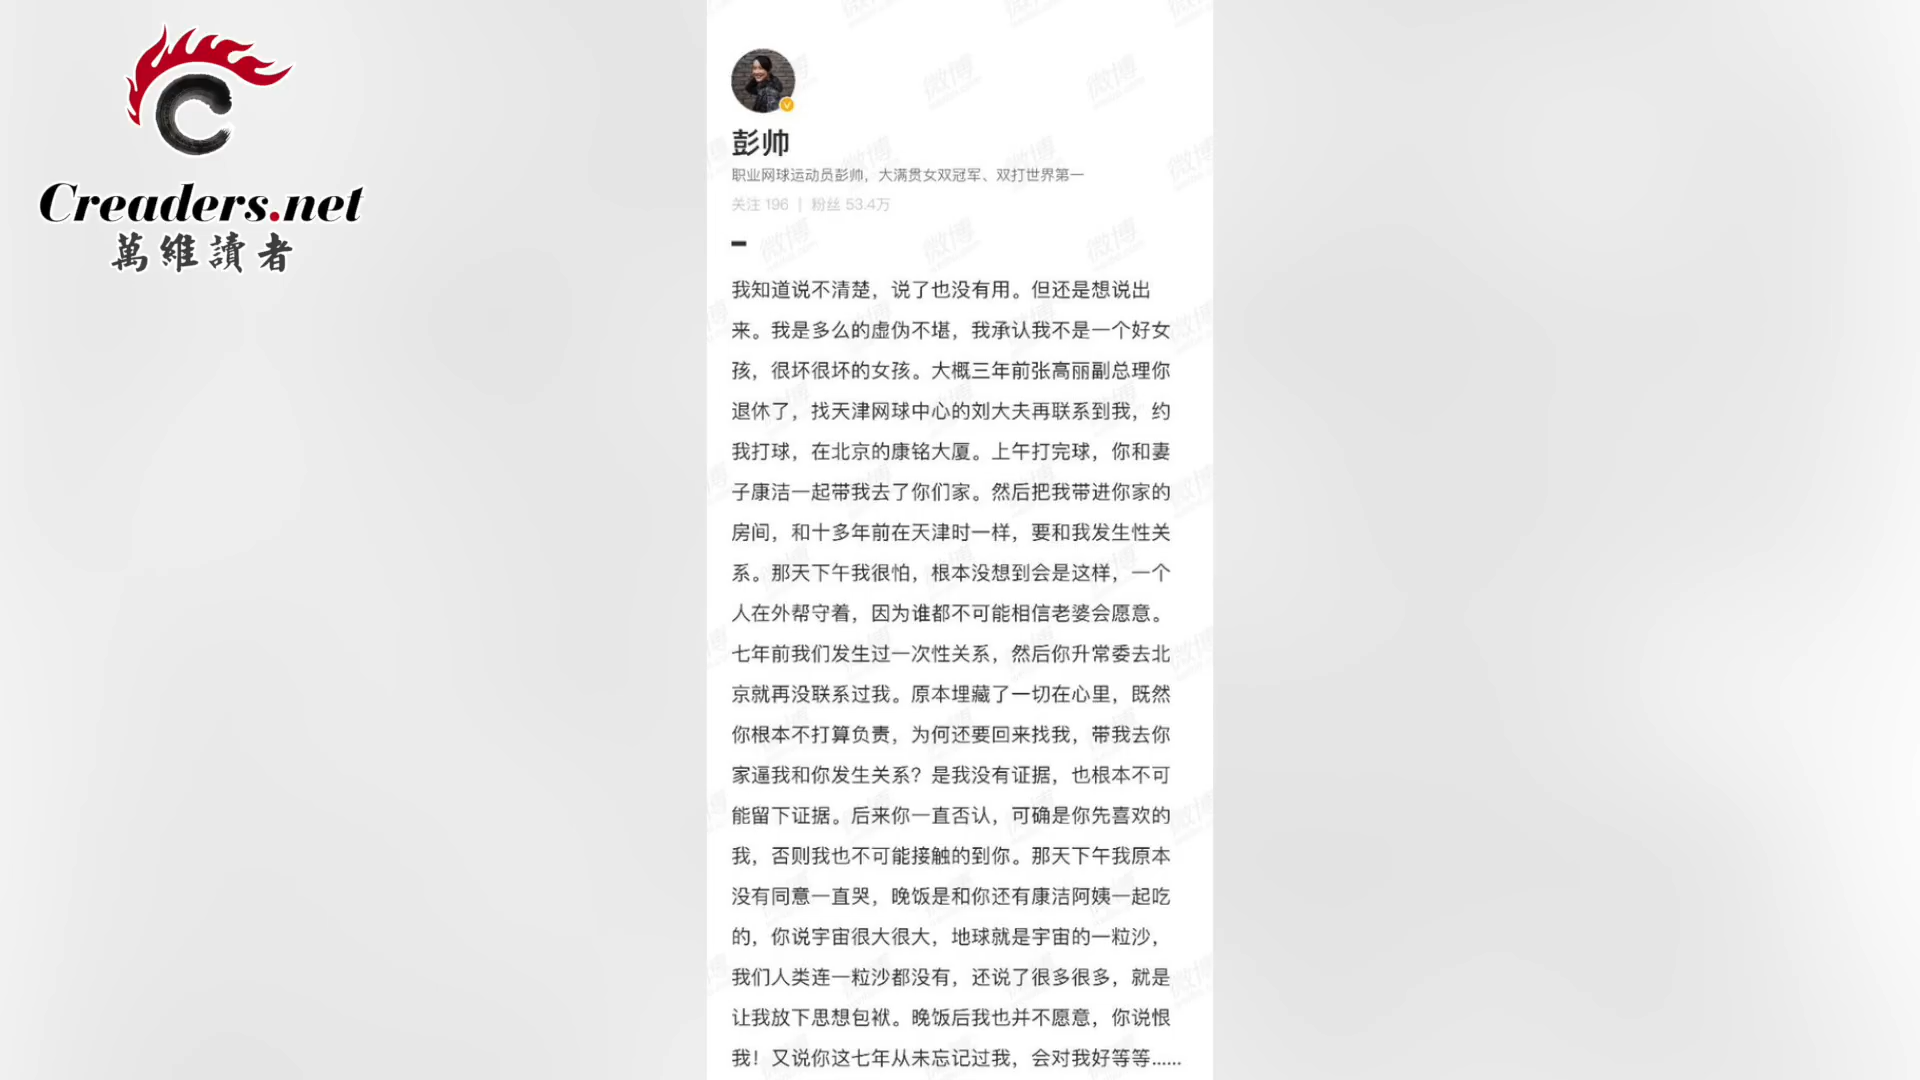 Creaders.net
萬維讀者
彭帅
职业网球运动员彭帅，大满贯女双冠军、双打世界第一
关注 196 | 粉丝 53.4万
我知道说不清楚，说了也没有用。但还是想说出
来。我是多么的虚伪不堪，我承认我不是一个好女
孩，很坏很坏的女孩。大概三年前张高丽副总理你
退休了，找天津网球中心的刘大夫再联系到我，约
我打球，在北京的康铭大厦。上午打完球，你和妻
子康洁一起带我去了你们家。然后把我带进你家的
房间，和十多年前在天津时一样，要和我发生性关
系。那天下午我很怕，根本没想到会是这样，一个
人在外帮守着，因为谁都不可能相信老婆会愿意。
七年前我们发生过一次性关系，然后你升常委去北
京就再没联系过我。原本埋藏了一切在心里，既然
你根本不打算负责，为何还要回来找我，带我去你
家逼我和你发生关系？是我没有证据，也根本不可
能留下证据。后来你一直否认，可确是你先喜欢的
我，否则我也不可能接触的到你。那天下午我原本
没有同意一直哭，晚饭是和你还有康洁阿姨一起吃
的，你说宇宙很大很大，地球就是宇宙的一粒沙，
我们人类连一粒沙都没有，还说了很多很多，就是
让我放下思想包袱。晚饭后我也并不愿意，你说恨
我！又说你这七年从未忘记过我，会对我好等等......